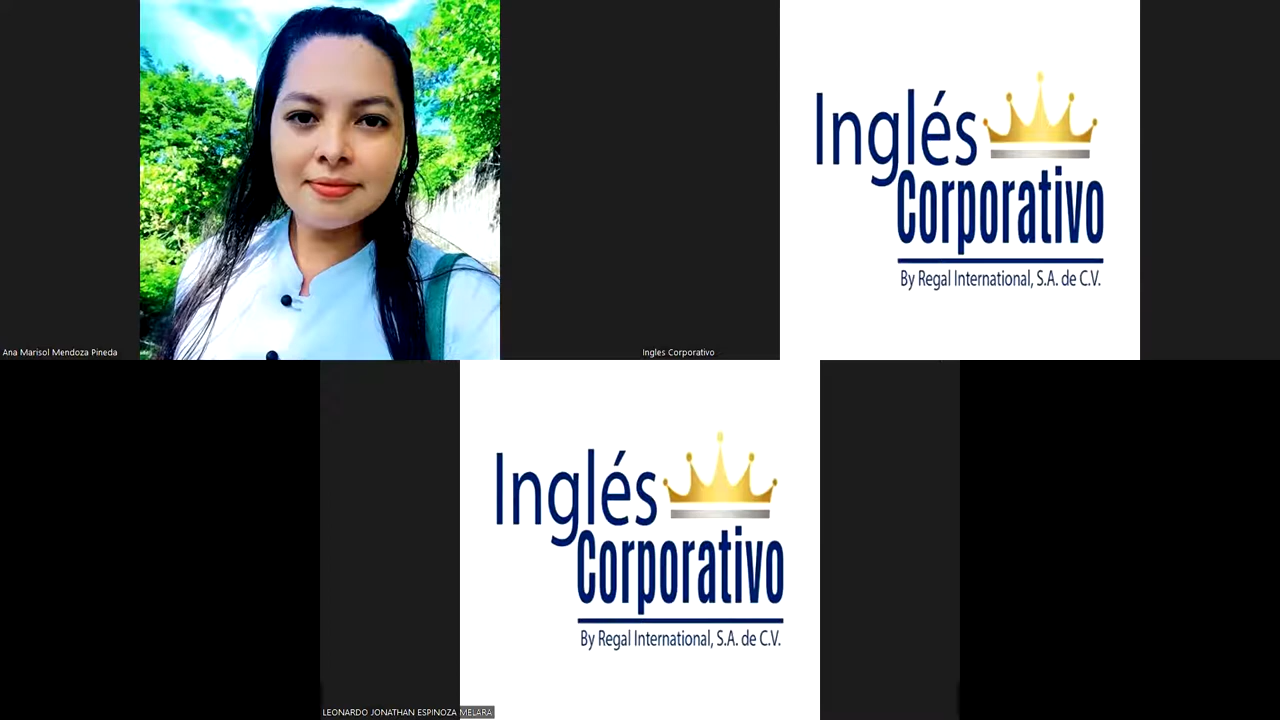 Inglés
Corporativo
By Regal International, S.A. de C.V.
Ana Marisol Mendoza Pineda
Ingles Corporativo
Inglés
Corporativo
By Regal International, S.A. de C.V.
LEONARDO JONATHAN ESPINOZA MELARA